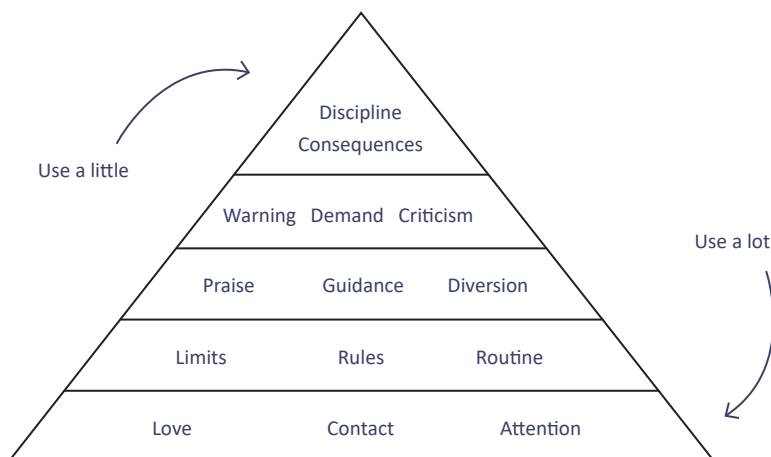 Discipline
Consequences
Use a little
Warning Demand Criticism
Use a lot
Praise Guidance Diversion
Limits Rules Routine
Love Contact Attention